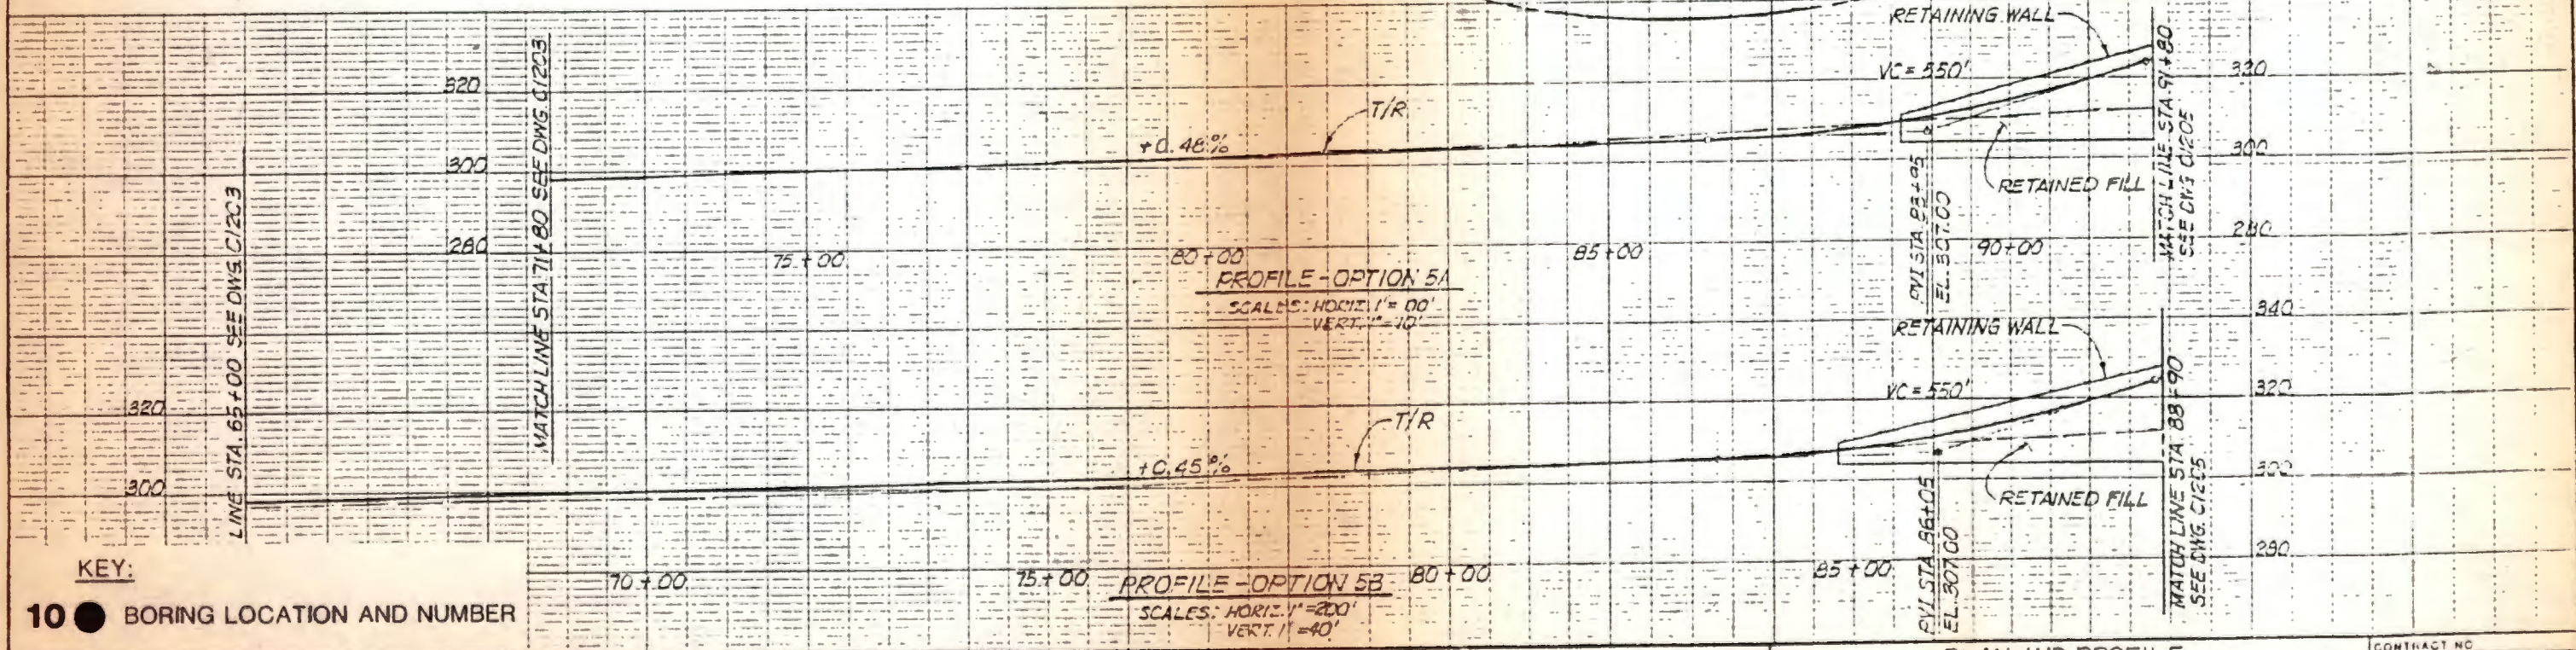 RETAINING WALL
VC = 550'
320
320
T/R
+0.48%
300
300
RETAINED FILL
MATCH LINE STA. 71+80 SEE DWG. C1203
MATCH LINE STA. 91+80
SEE DWG C1205
PVI STA. 88+95
EL. 307.00
280
280
75+00
80+00
85+00
90+00
PROFILE - OPTION 5A
SCALES: HORIZ.
VERT. 1" =
LINE STA. 65+00 SEE DWG. C1203
340
RETAINING WALL
VC = 550'
320
320
T/R
+0.45%
300
300
RETAINED FILL
MATCH LINE STA 88+90
SEE DWG. C1205
PVI STA 86+05
EL 307.00
280
70+00
75+00
80+00
85+00
PROFILE - OPTION 5B
SCALES: HORIZ. 1"=200'
VERT. 1"=40'
KEY:
10 BORING LOCATION AND NUMBER
CONTRACT NO